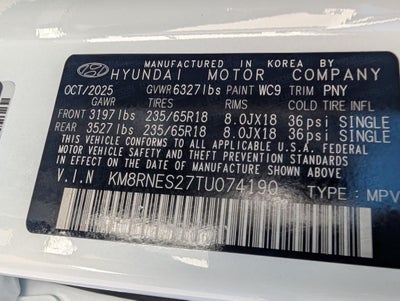 MANUFACTURED IN KOREA BY
HYUNDAI MOTOR COMPANY
OCT/2025 GVWR 6327lbs PAINT WC9 TRIM PNY
GAWR TIRES RIMS COLD TIRE INFL
FRONT 3197lbs 235/65R18 8.0JX18 36psi SINGLE
REAR 3527lbs 235/65R18 8.0JX18 36psi SINGLE
THIS VEHICLE CONFORMS TO ALL APPLICABLE U.S.A. FEDERAL
MOTOR VEHICLE SAFETY AND THEFT PREVENTION STANDARDS
IN EFFECT ON THE DATE OF MANUFACTURE SHOWN ABOVE.
V.I.N KM8RNES27TU074190 TYPE : MPV